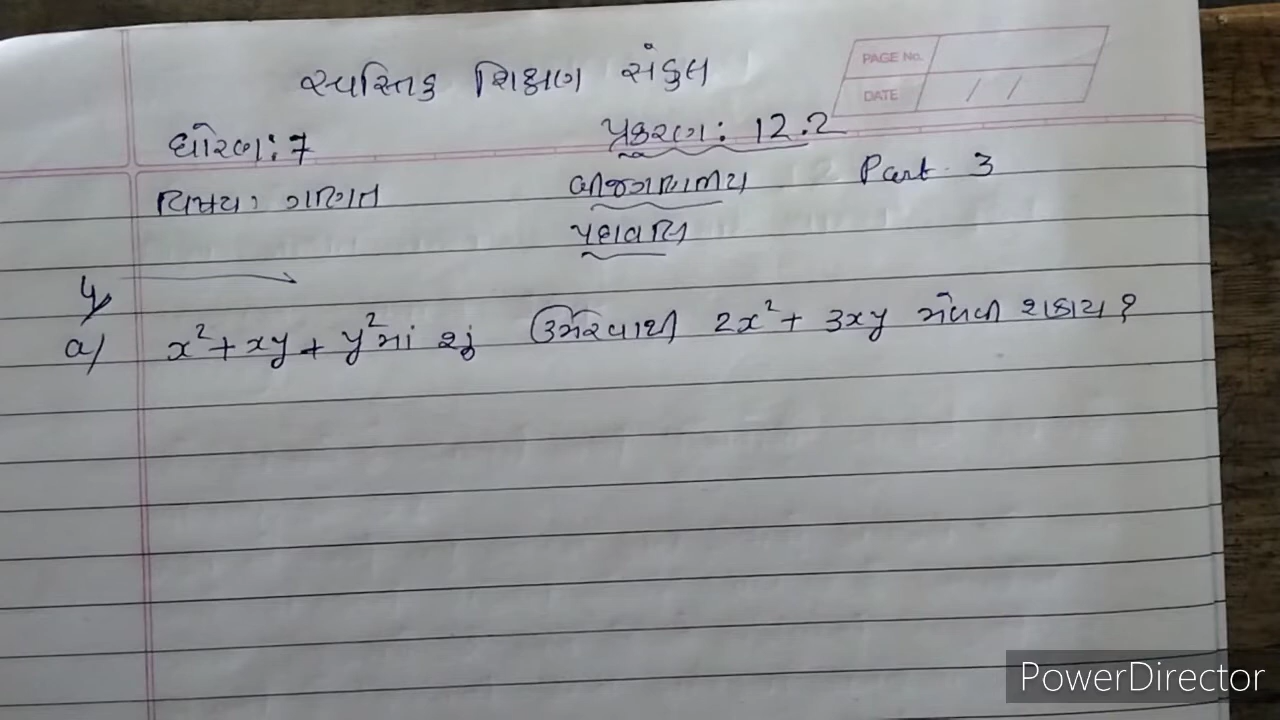 સ્વસ્તિક શિક્ષણ સંકુલ
PAGE No.
DATE / /
ધોરણ: 7 પ્રકરણ: 12.2
વિષય: ગણિત બીજગણિતીય Part 3
પદાવલિ
4
a) x² + xy + y² માં શું ઉમેરવાથી 2x² + 3xy મેળવી શકાય ?
PowerDirector